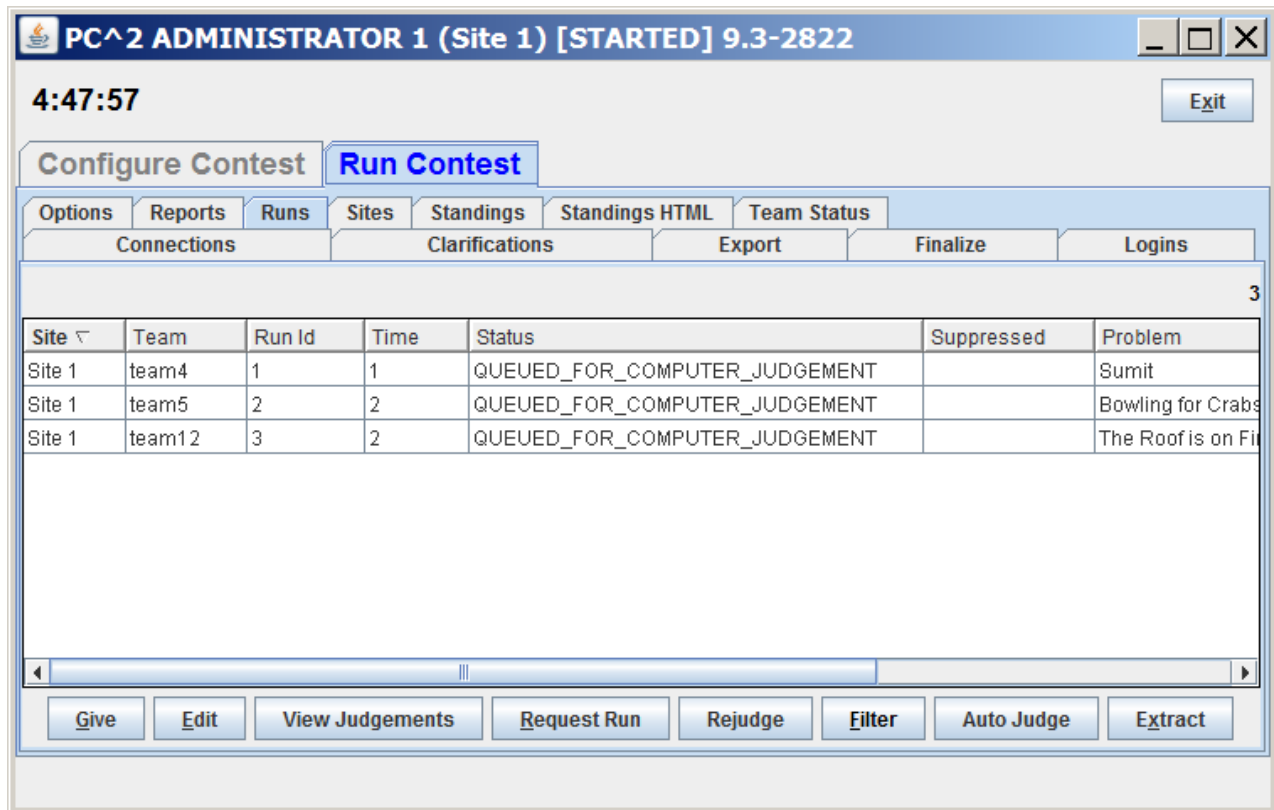 PC^2 ADMINISTRATOR 1 (Site 1) [STARTED] 9.3-2822
4:47:57 Exit
Configure Contest Run Contest
Options Reports Runs Sites Standings Standings HTML Team Status
Connections Clarifications Export Finalize Logins
3
Site Team Run Id Time Status Suppressed Problem
Site 1 team4 1 1 QUEUED_FOR_COMPUTER_JUDGEMENT Sumit
Site 1 team5 2 2 QUEUED_FOR_COMPUTER_JUDGEMENT Bowling for Crabs
Site 1 team12 3 2 QUEUED_FOR_COMPUTER_JUDGEMENT The Roof is on Fi
Give Edit View Judgements Request Run Rejudge Filter Auto Judge Extract